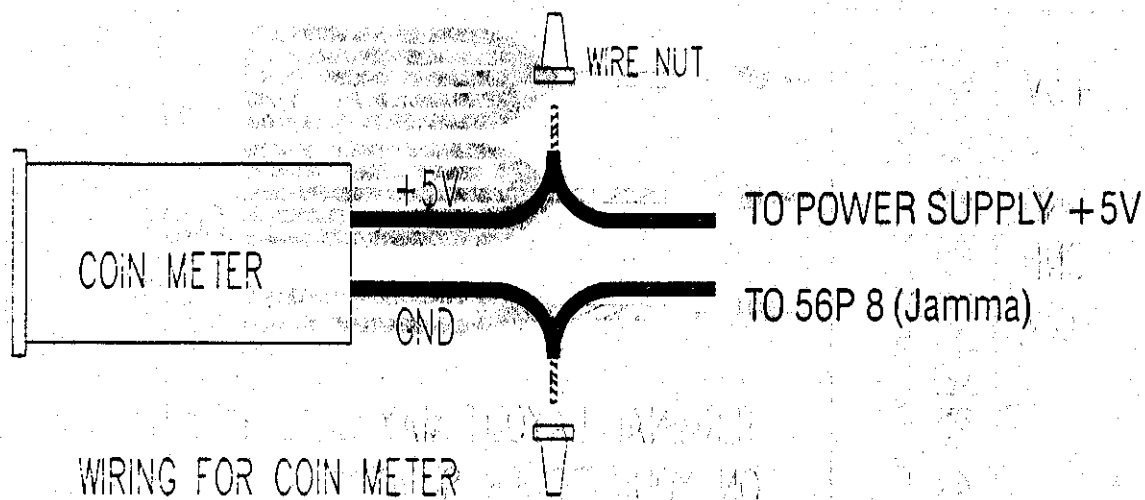 WIRE NUT
+5V
TO POWER SUPPLY +5V
COIN METER
TO 56P 8 (Jamma)
GND
WIRING FOR COIN METER